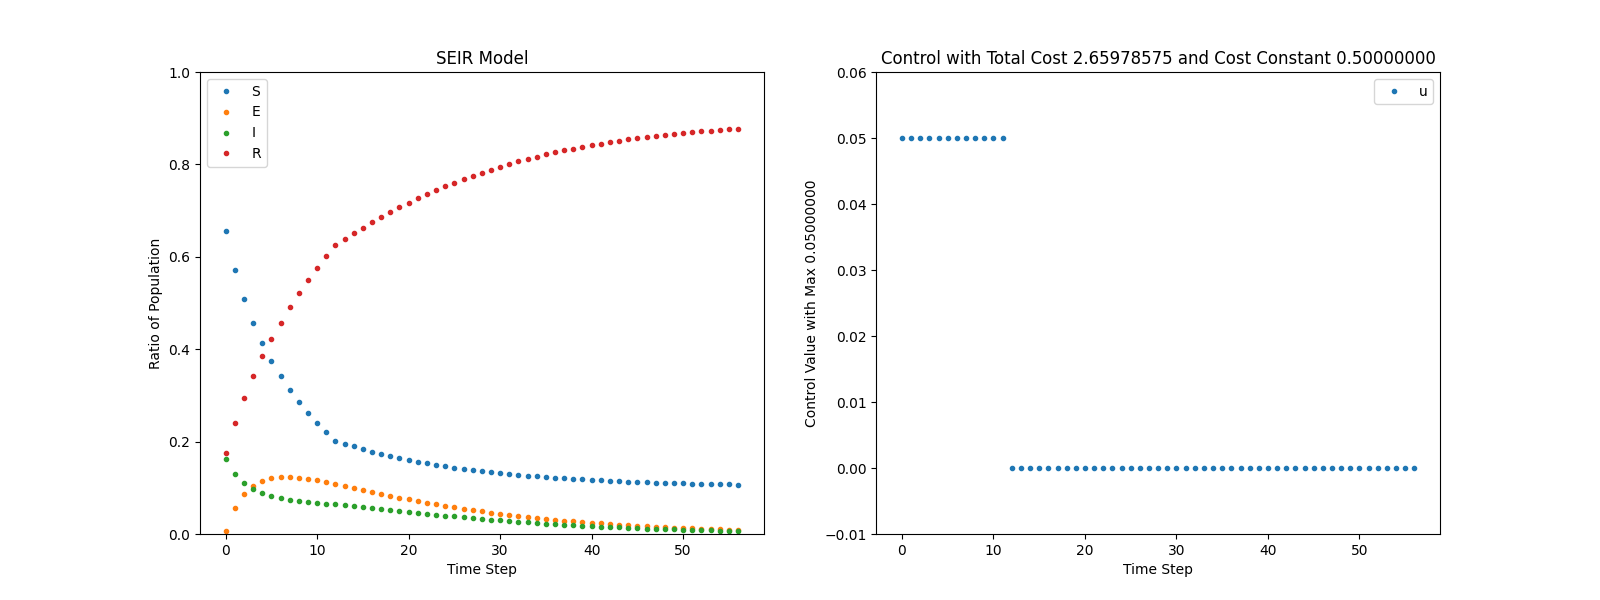 SEIR Model
S
E
I
R
1.0
0.8
0.6
0.4
0.2
0.0
Ratio of Population
0 10 20 30 40 50
Time Step
Control with Total Cost 2.65978575 and Cost Constant 0.50000000
u
0.06
0.05
0.04
0.03
0.02
0.01
0.00
−0.01
Control Value with Max 0.05000000
0 10 20 30 40 50
Time Step